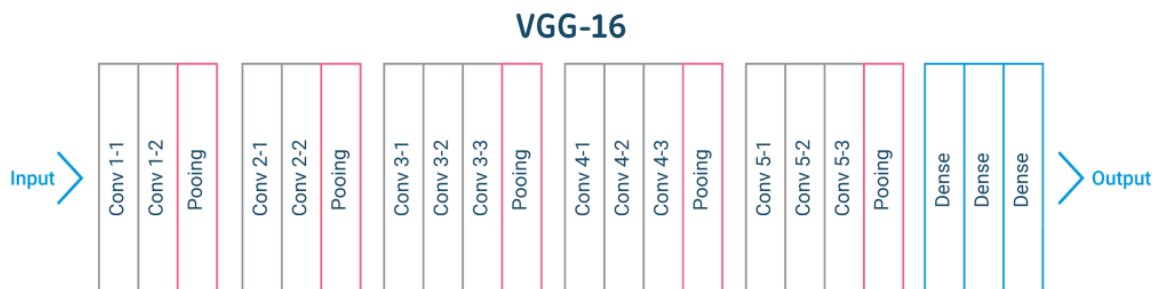 VGG-16
Input
Conv 1-1
Conv 1-2
Pooing
Conv 2-1
Conv 2-2
Pooing
Conv 3-1
Conv 3-2
Conv 3-3
Pooing
Conv 4-1
Conv 4-2
Conv 4-3
Pooing
Conv 5-1
Conv 5-2
Conv 5-3
Pooing
Dense
Dense
Dense
Output